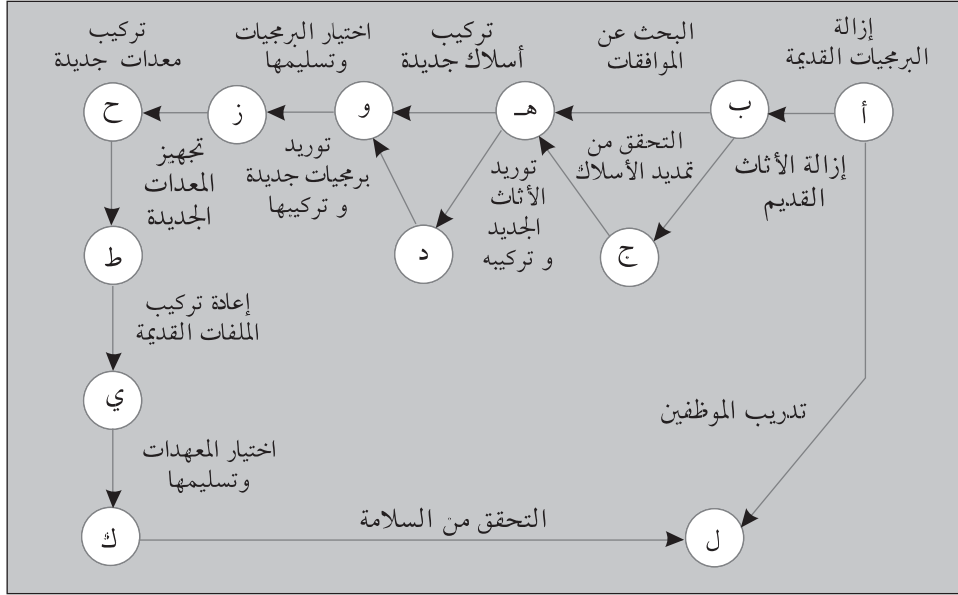 إزالة
البرمجيات القديمة
البحث عن
الموافقات
تركيب
أسلاك جديدة
اختيار البرمجيات
وتسليمها
تركيب
معدات جديدة
أ
ب
هـ
و
ز
ح
إزالة الأثاث
القديم
التحقق من
تمديد الأسلاك
توريد
الأثاث
الجديد
و تركيبه
توريد
برمجيات جديدة
و تركيبها
تجهيز
المعدات
الجديدة
ج
د
ط
إعادة تركيب
الملفات القديمة
ي
تدريب الموظفين
اختيار المعهدات
وتسليمها
التحقق من السلامة
ك
ل